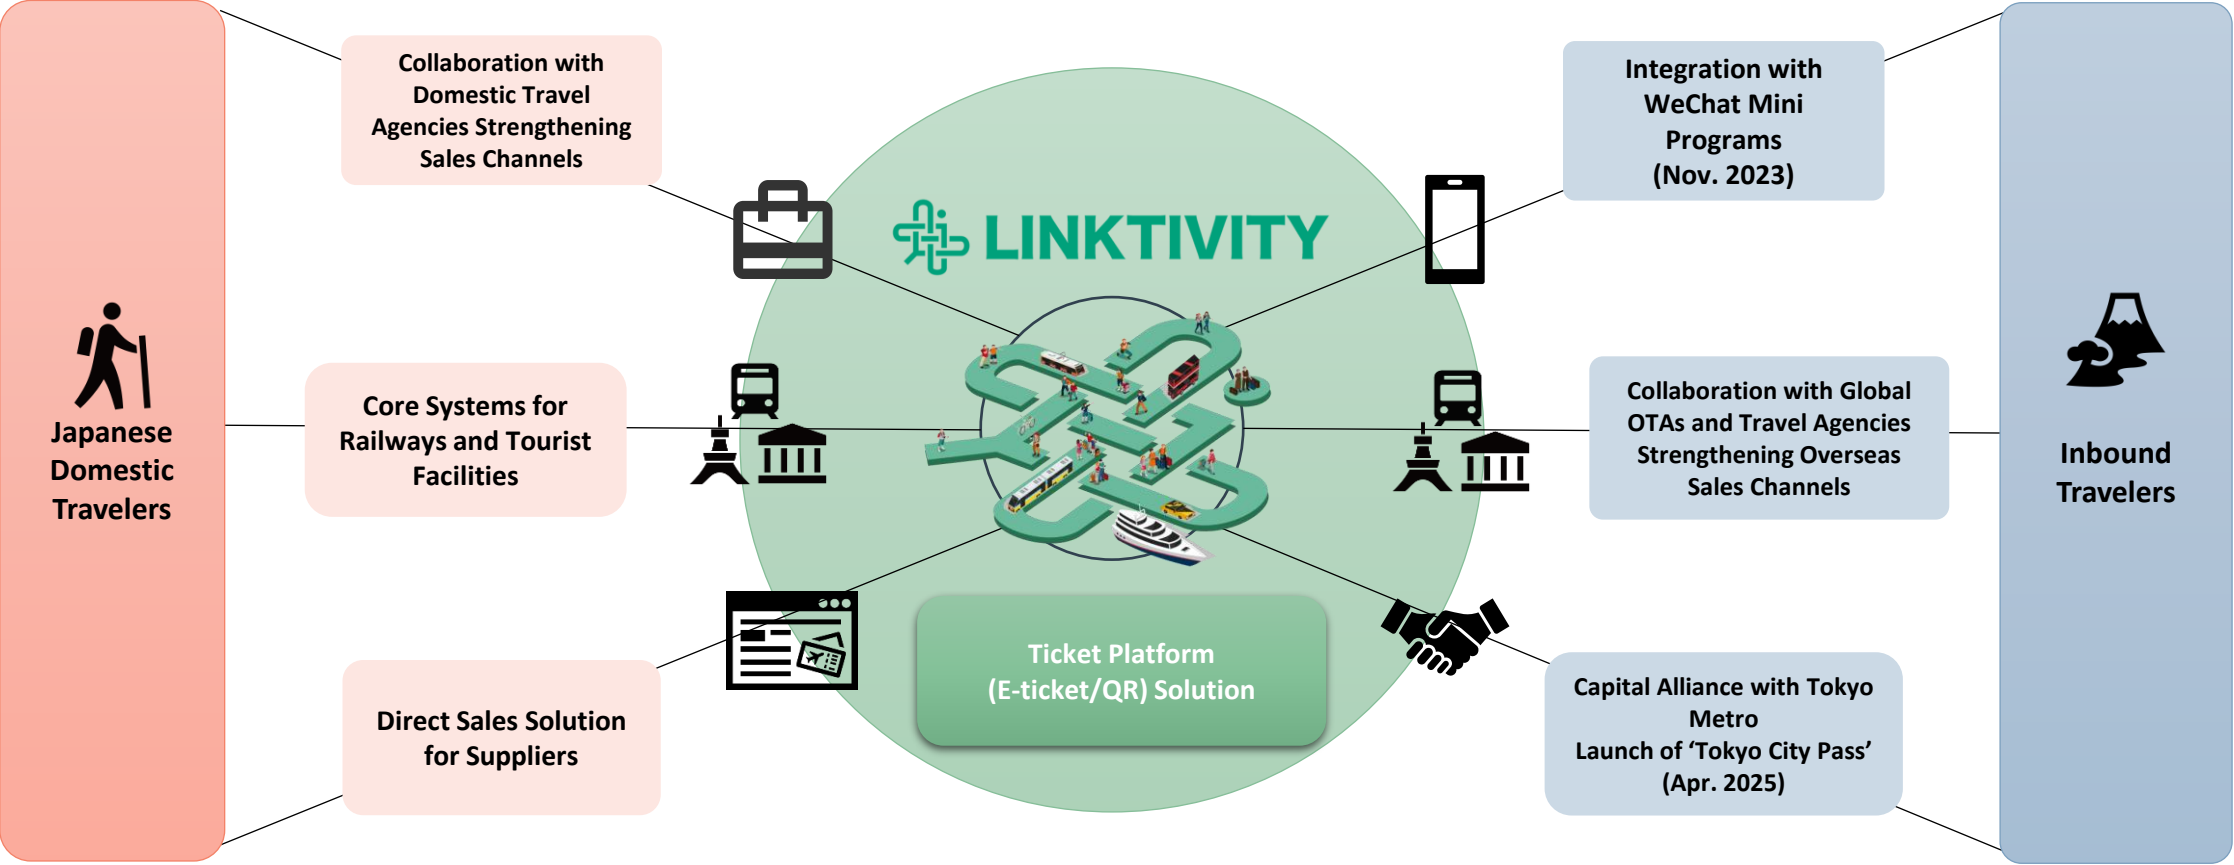 Japanese
Domestic
Travelers
Collaboration with
Domestic Travel
Agencies Strengthening
Sales Channels
Core Systems for
Railways and Tourist
Facilities
Direct Sales Solution
for Suppliers
LINKTIVITY
Ticket Platform
(E-ticket/QR) Solution
Integration with
WeChat Mini
Programs
(Nov. 2023)
Collaboration with Global
OTAs and Travel Agencies
Strengthening Overseas
Sales Channels
Capital Alliance with Tokyo
Metro
Launch of ‘Tokyo City Pass’
(Apr. 2025)
Inbound
Travelers